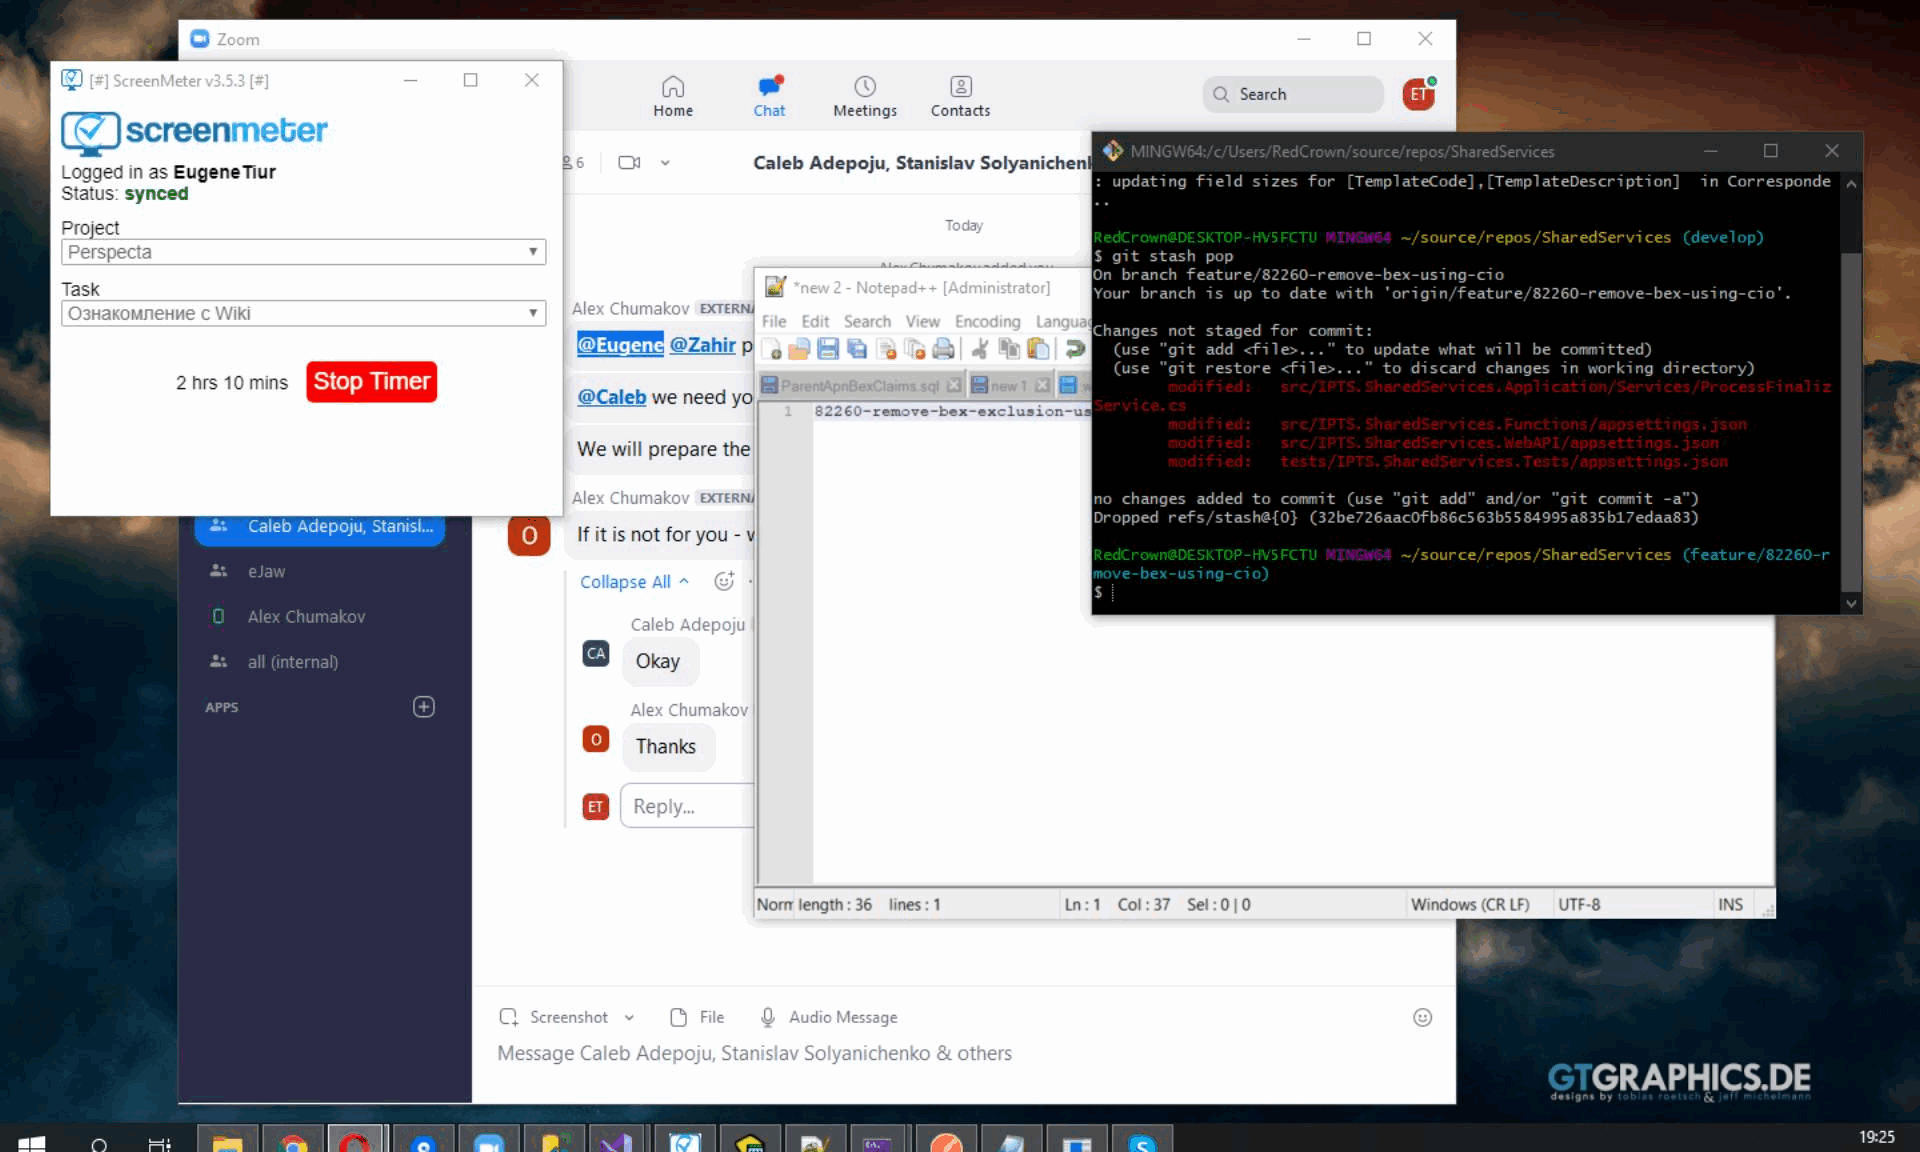 Zoom
Home
Chat
Meetings
Contacts
Search
ET
[#] ScreenMeter v3.5.3 [#]
screenmeter
Logged in as EugeneTiur
Status: synced
Project
Perspecta
Task
Ознакомление с Wiki
2 hrs 10 mins
Stop Timer
6
Caleb Adepoju, Stanislav
Today
Alex Chumakov added you
Alex Chumakov
@Eugene @Zahir
@Caleb we need
We will prepare the
Alex Chumakov
O
If it is not for you -
Collapse All
Caleb Adepoju
CA
Okay
Alex Chumakov
O
Thanks
ET
Reply...
Caleb Adepoju, Stanisl...
eJaw
Alex Chumakov
all (internal)
APPS
Screenshot
File
Audio Message
Message Caleb Adepoju, Stanislav Solyanichenko & others
*new 2 - Notepad++ [Administrator]
File Edit Search View Encoding
ParentApnBexClaims.sql
new 1
1
82260-remove-bex-exclusion-us
length : 36 lines : 1
Ln : 1 Col : 37 Sel : 0 | 0
Windows (CR LF)
UTF-8
INS
MINGW64:/c/Users/RedCrown/source/repos/SharedServices
: updating field sizes for [TemplateCode],[TemplateDescription] in Corresponde
..
RedCrown@DESKTOP-HV5FCTU MINGW64 ~/source/repos/SharedServices (develop)
$ git stash pop
On branch feature/82260-remove-bex-using-cio
Your branch is up to date with 'origin/feature/82260-remove-bex-using-cio'.
Changes not staged for commit:
(use "git add <file>..." to update what will be committed)
(use "git restore <file>..." to discard changes in working directory)
modified: src/IPTS.SharedServices.Application/Services/ProcessFinaliz
Service.cs
modified: src/IPTS.SharedServices.Functions/appsettings.json
modified: src/IPTS.SharedServices.WebAPI/appsettings.json
modified: tests/IPTS.SharedServices.Tests/appsettings.json
no changes added to commit (use "git add" and/or "git commit -a")
Dropped refs/stash@{0} (32be726aac0fb86c563b5584995a835b17edaa83)
RedCrown@DESKTOP-HV5FCTU MINGW64 ~/source/repos/SharedServices (feature/82260-r
move-bex-using-cio)
$
GTGRAPHICS.DE
designs by tobias roetsch & jeff michelmann
19:25